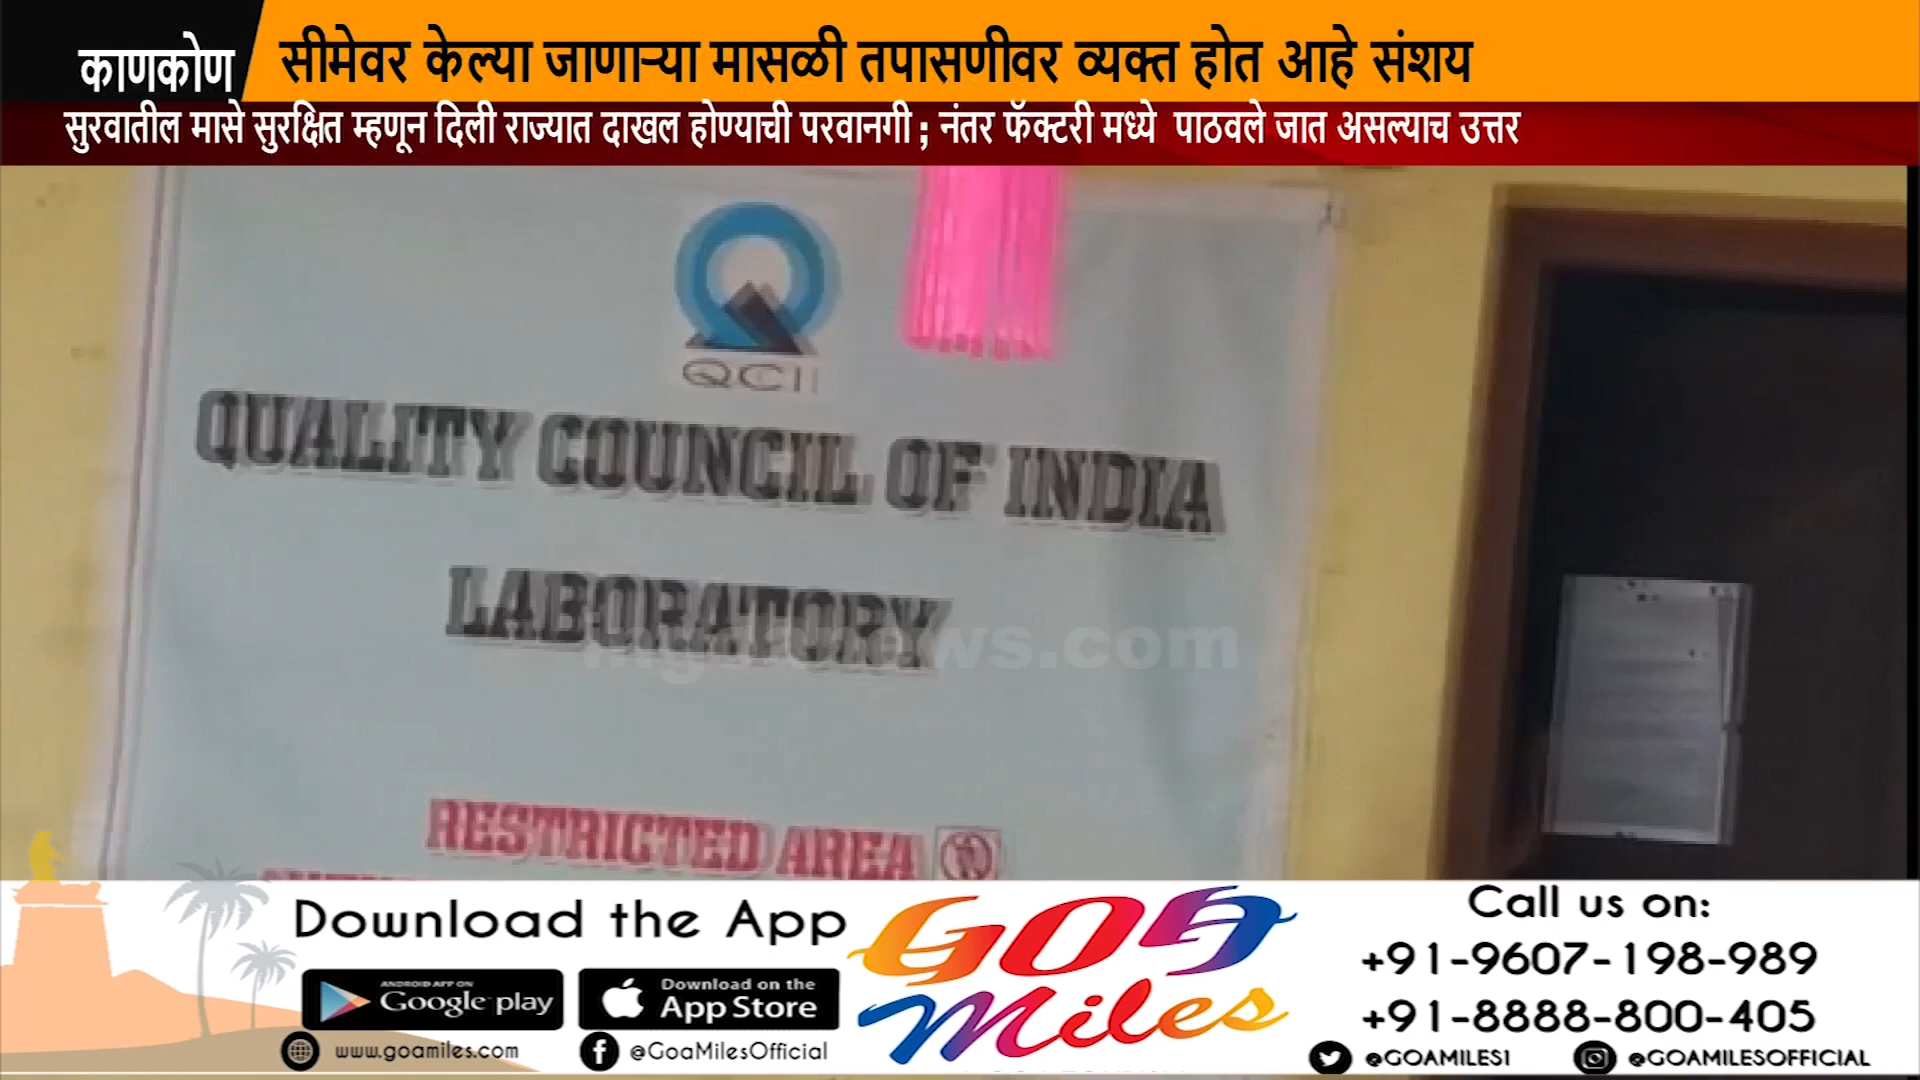 काणकोण
सीमेवर केल्या जाणाऱ्या मासळी तपासणीवर व्यक्त होत आहे संशय
सुरवातील मासे सुरक्षित म्हणून दिली राज्यात दाखल होण्याची परवानगी ; नंतर फॅक्टरी मध्ये पाठवले जात असल्याच उत्तर
QCI
QUALITY COUNCIL OF INDIA
LABORATORY
ingoanews.com
RESTRICTED AREA
Download the App
ANDROID APP ON
Google play
Download on the
App Store
www.goamiles.com
@GoaMilesOfficial
GOA
Miles
Call us on:
+91-9607-198-989
+91-8888-800-405
@GOAMILES1
@GOAMILESOFFICIAL